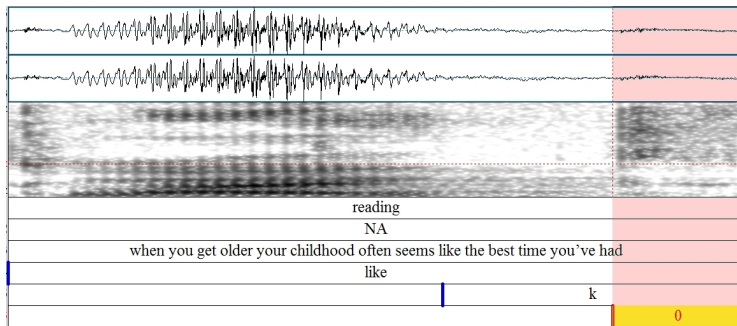 reading
NA
when you get older your childhood often seems like the best time you've had
like
k
0